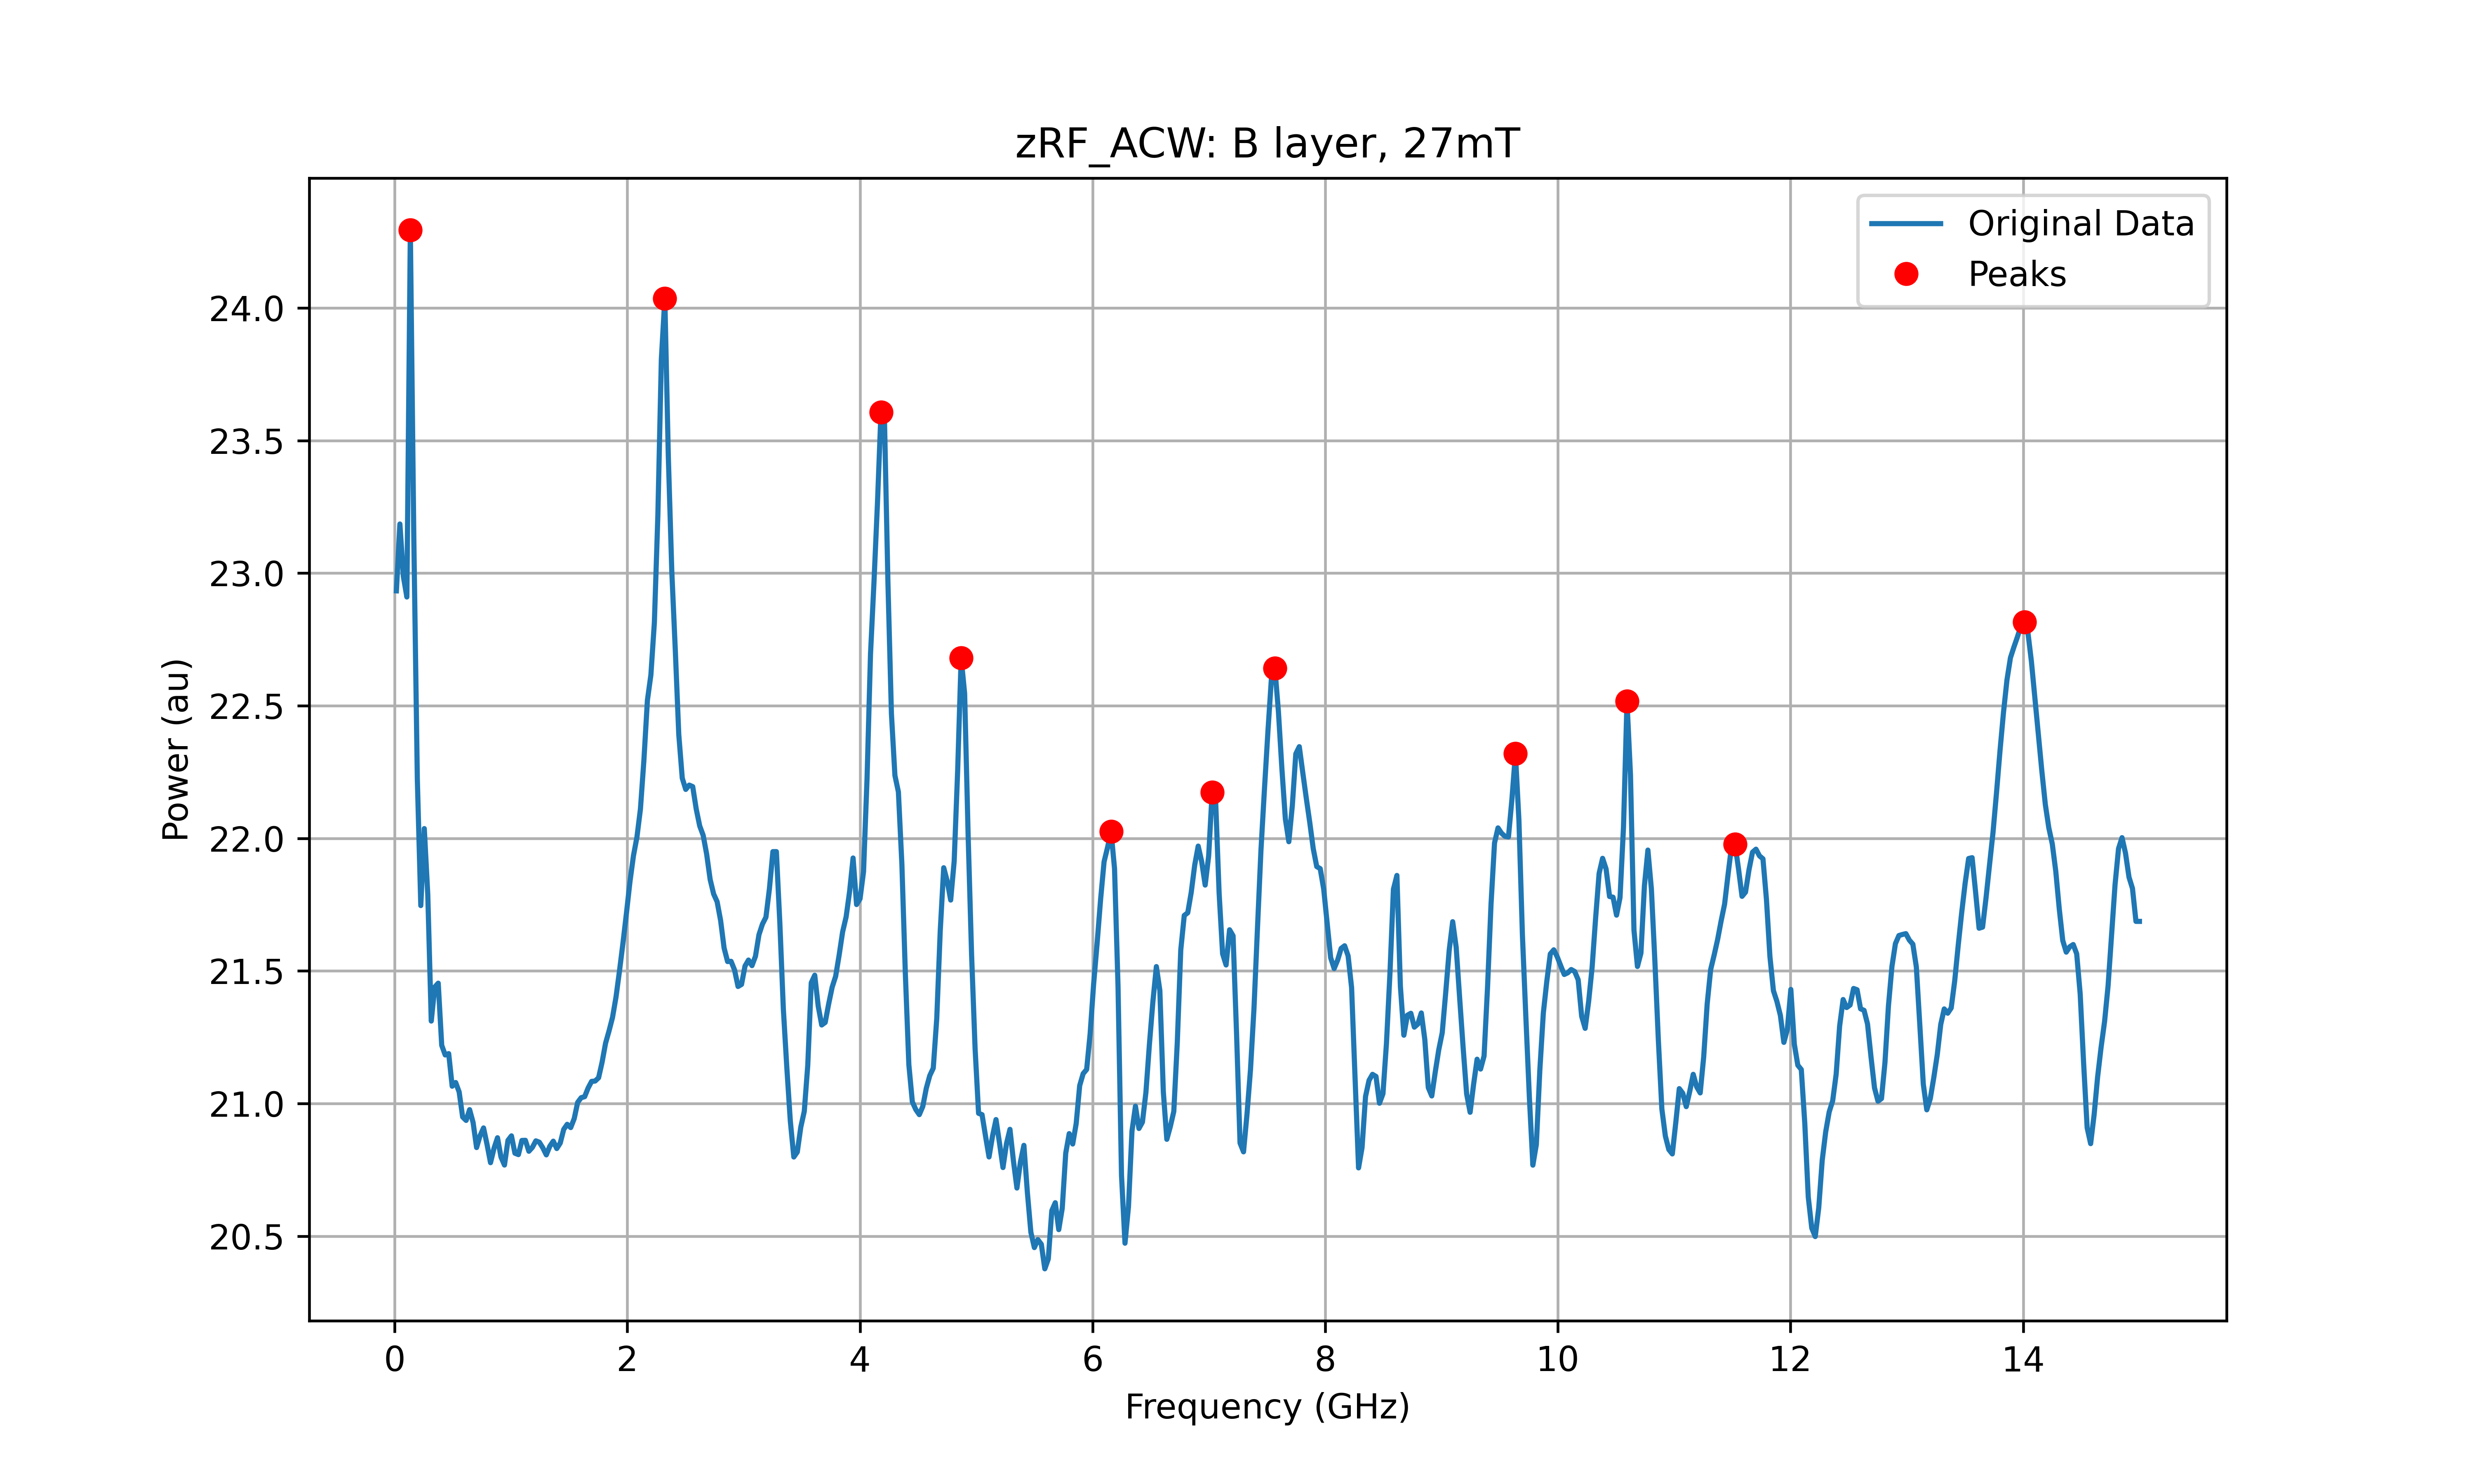 zRF_ACW: B layer, 27mT
Original Data
Peaks
Power (au)
24.0
23.5
23.0
22.5
22.0
21.5
21.0
20.5
0 2 4 6 8 10 12 14
Frequency (GHz)